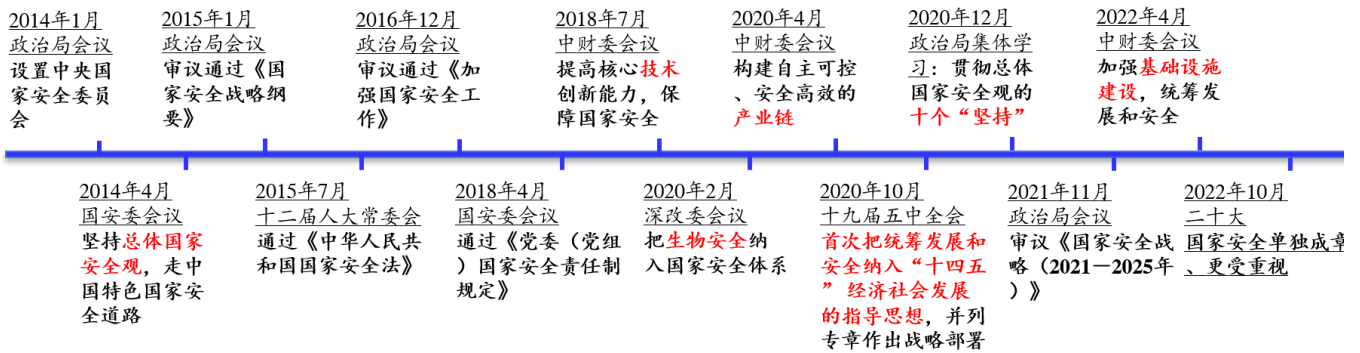 2014年1月
政治局会议
设置中央国
家安全委员
会
2015年1月
政治局会议
审议通过《国
家安全战略纲
要》
2016年12月
政治局会议
审议通过《加
强国家安全工
作》
2018年7月
中财委会议
提高核心技术
创新能力，保
障国家安全
2020年4月
中财委会议
构建自主可控
、安全高效的
产业链
2020年12月
政治局集体学
习：贯彻总体
国家安全观的
十个“坚持”
2022年4月
中财委会议
加强基础设施
建设，统筹发
展和安全
2014年4月
国安委会议
坚持总体国家
安全观，走中
国特色国家安
全道路
2015年7月
十二届人大常委会
通过《中华人民共
和国国家安全法》
2018年4月
国安委会议
通过《党委（党组
）国家安全责任制
规定》
2020年2月
深改委会议
把生物安全纳
入国家安全体系
2020年10月
十九届五中全会
首次把统筹发展和
安全纳入“十四五
” 经济社会发展
的指导思想，并列
专章作出战略部署
2021年11月
政治局会议
审议《国家安全战
略（2021－2025年
）》
2022年10月
二十大
国家安全单独成章
、更受重视